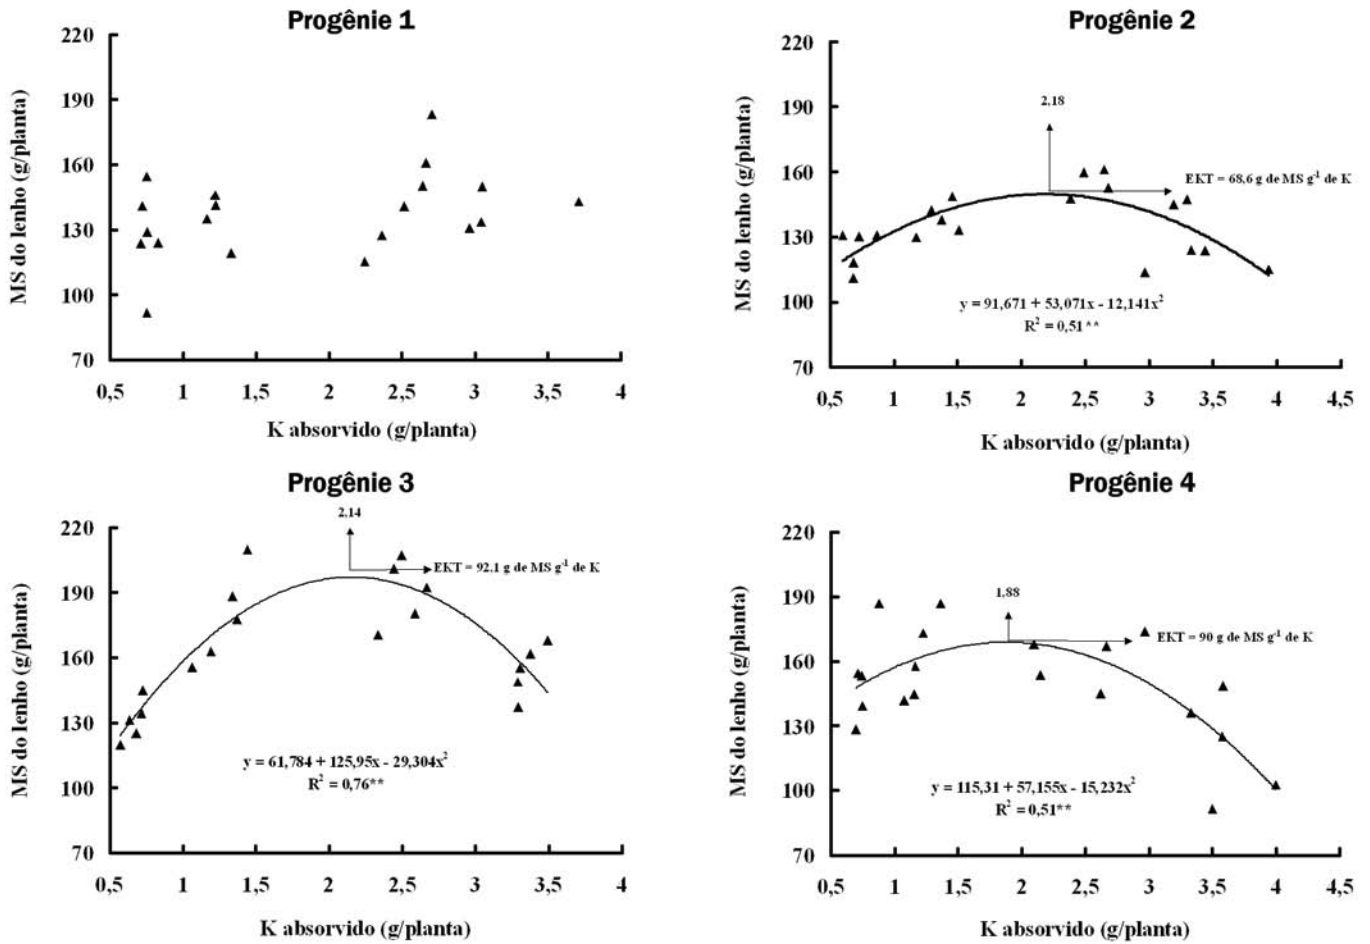 Progênie 1
220
190
160
130
100
70
MS do lenho (g/planta)
0,5 1 1,5 2 2,5 3 3,5 4
K absorvido (g/planta)
Progênie 2
220
190
160
130
100
70
MS do lenho (g/planta)
2,18
EKT = 68,6 g de MS g⁻¹ de K
y = 91,671 + 53,071x - 12,141x²
R² = 0,51**
0,5 1 1,5 2 2,5 3 3,5 4 4,5
K absorvido (g/planta)
Progênie 3
220
190
160
130
100
70
MS do lenho (g/planta)
2,14
EKT = 92,1 g de MS g⁻¹ de K
y = 61,784 + 125,95x - 29,304x²
R² = 0,76**
0,5 1 1,5 2 2,5 3 3,5 4
K absorvido (g/planta)
Progênie 4
220
190
160
130
100
70
MS do lenho (g/planta)
1,88
EKT = 90 g de MS g⁻¹ de K
y = 115,31 + 57,155x - 15,232x²
R² = 0,51**
0,5 1 1,5 2 2,5 3 3,5 4 4,5
K absorvido (g/planta)